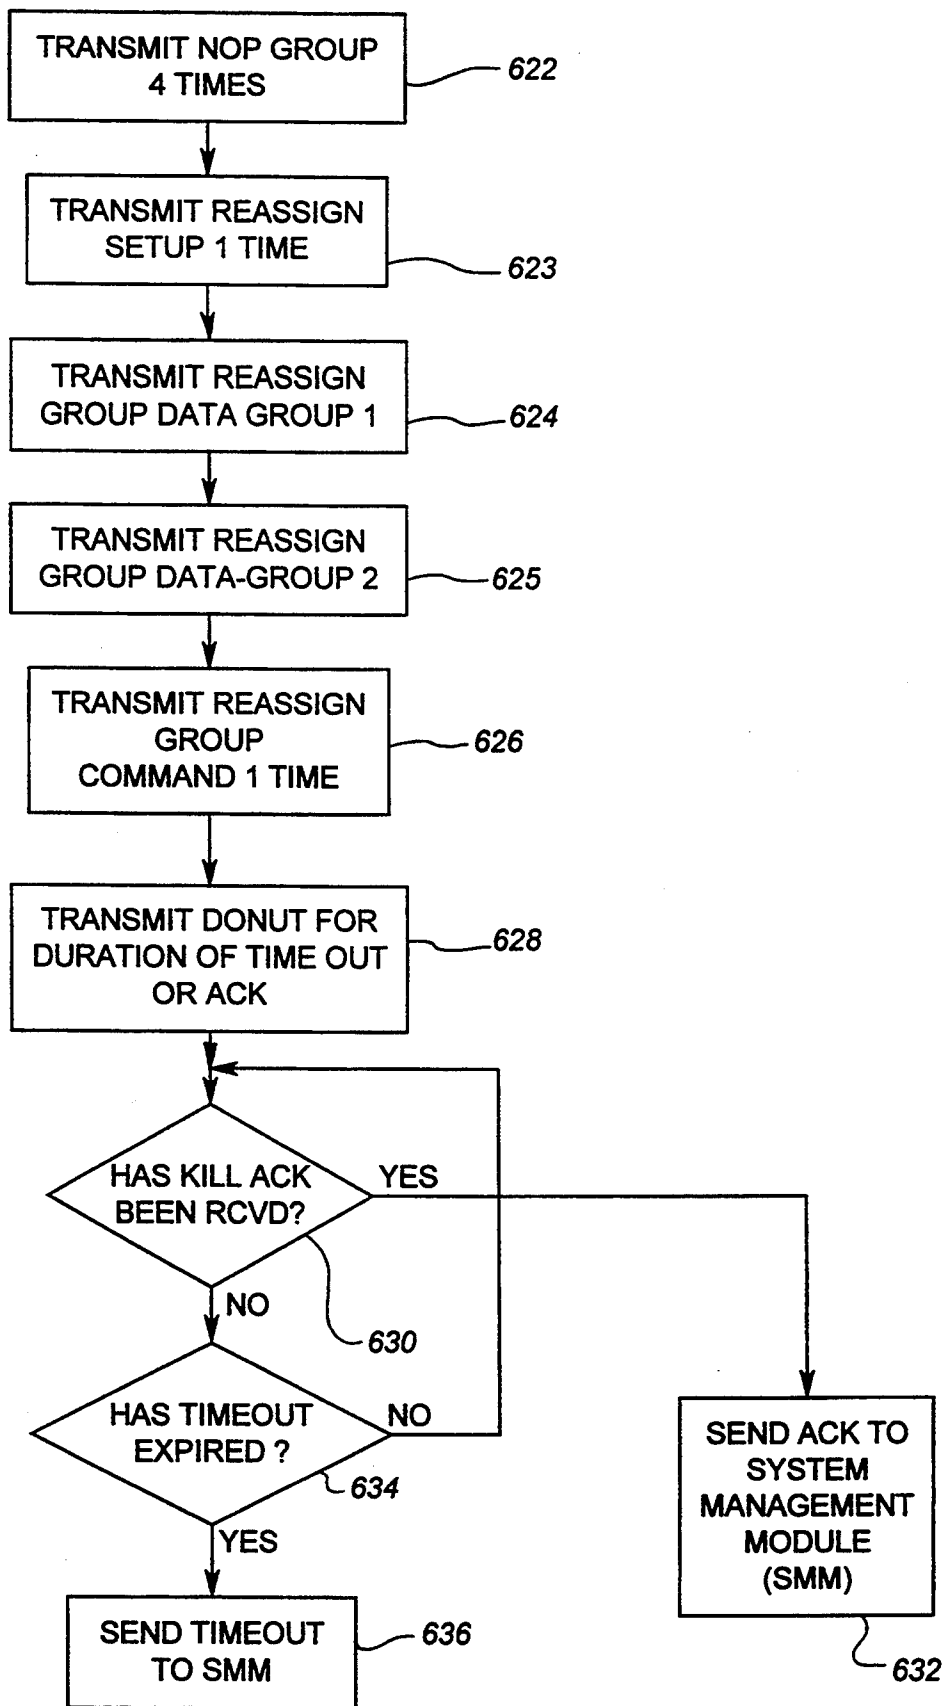 TRANSMIT NOP GROUP
4 TIMES
622
TRANSMIT REASSIGN
SETUP 1 TIME
623
TRANSMIT REASSIGN
GROUP DATA GROUP 1
624
TRANSMIT REASSIGN
GROUP DATA-GROUP 2
625
TRANSMIT REASSIGN
GROUP
COMMAND 1 TIME
626
TRANSMIT DONUT FOR
DURATION OF TIME OUT
OR ACK
628
HAS KILL ACK
BEEN RCVD?
YES
NO
630
HAS TIMEOUT
EXPIRED ?
NO
634
YES
SEND ACK TO
SYSTEM
MANAGEMENT
MODULE
(SMM)
632
SEND TIMEOUT
TO SMM
636